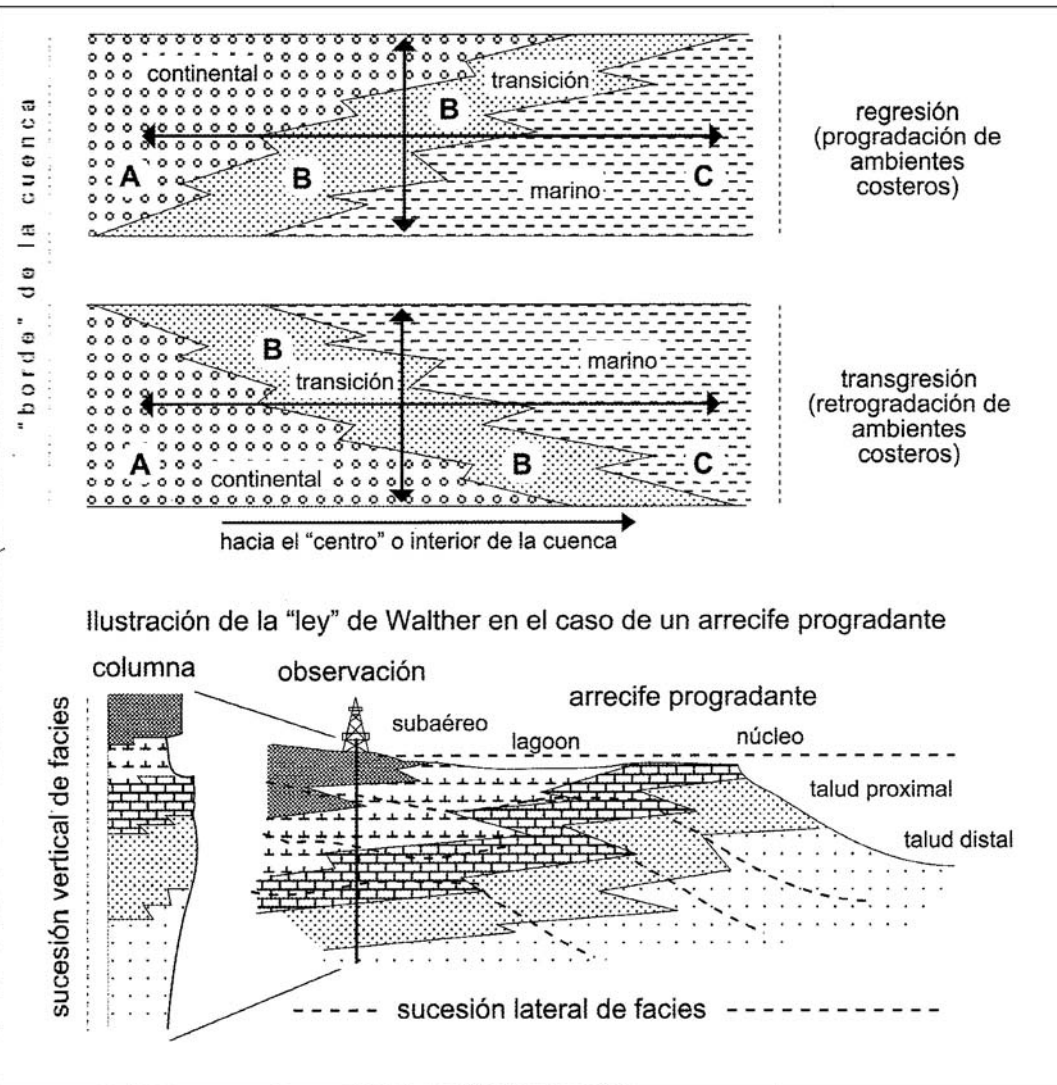 "borde" de la cuenca
continental
transición
B
A
B
marino
C
regresión
(progradación de
ambientes
costeros)
B
transición
marino
A
continental
B
C
transgresión
(retrogradación de
ambientes
costeros)
hacia el "centro" o interior de la cuenca
Ilustración de la "ley" de Walther en el caso de un arrecife progradante
columna
observación
arrecife progradante
subaéreo
lagoon
núcleo
talud proximal
talud distal
sucesión vertical de facies
sucesión lateral de facies